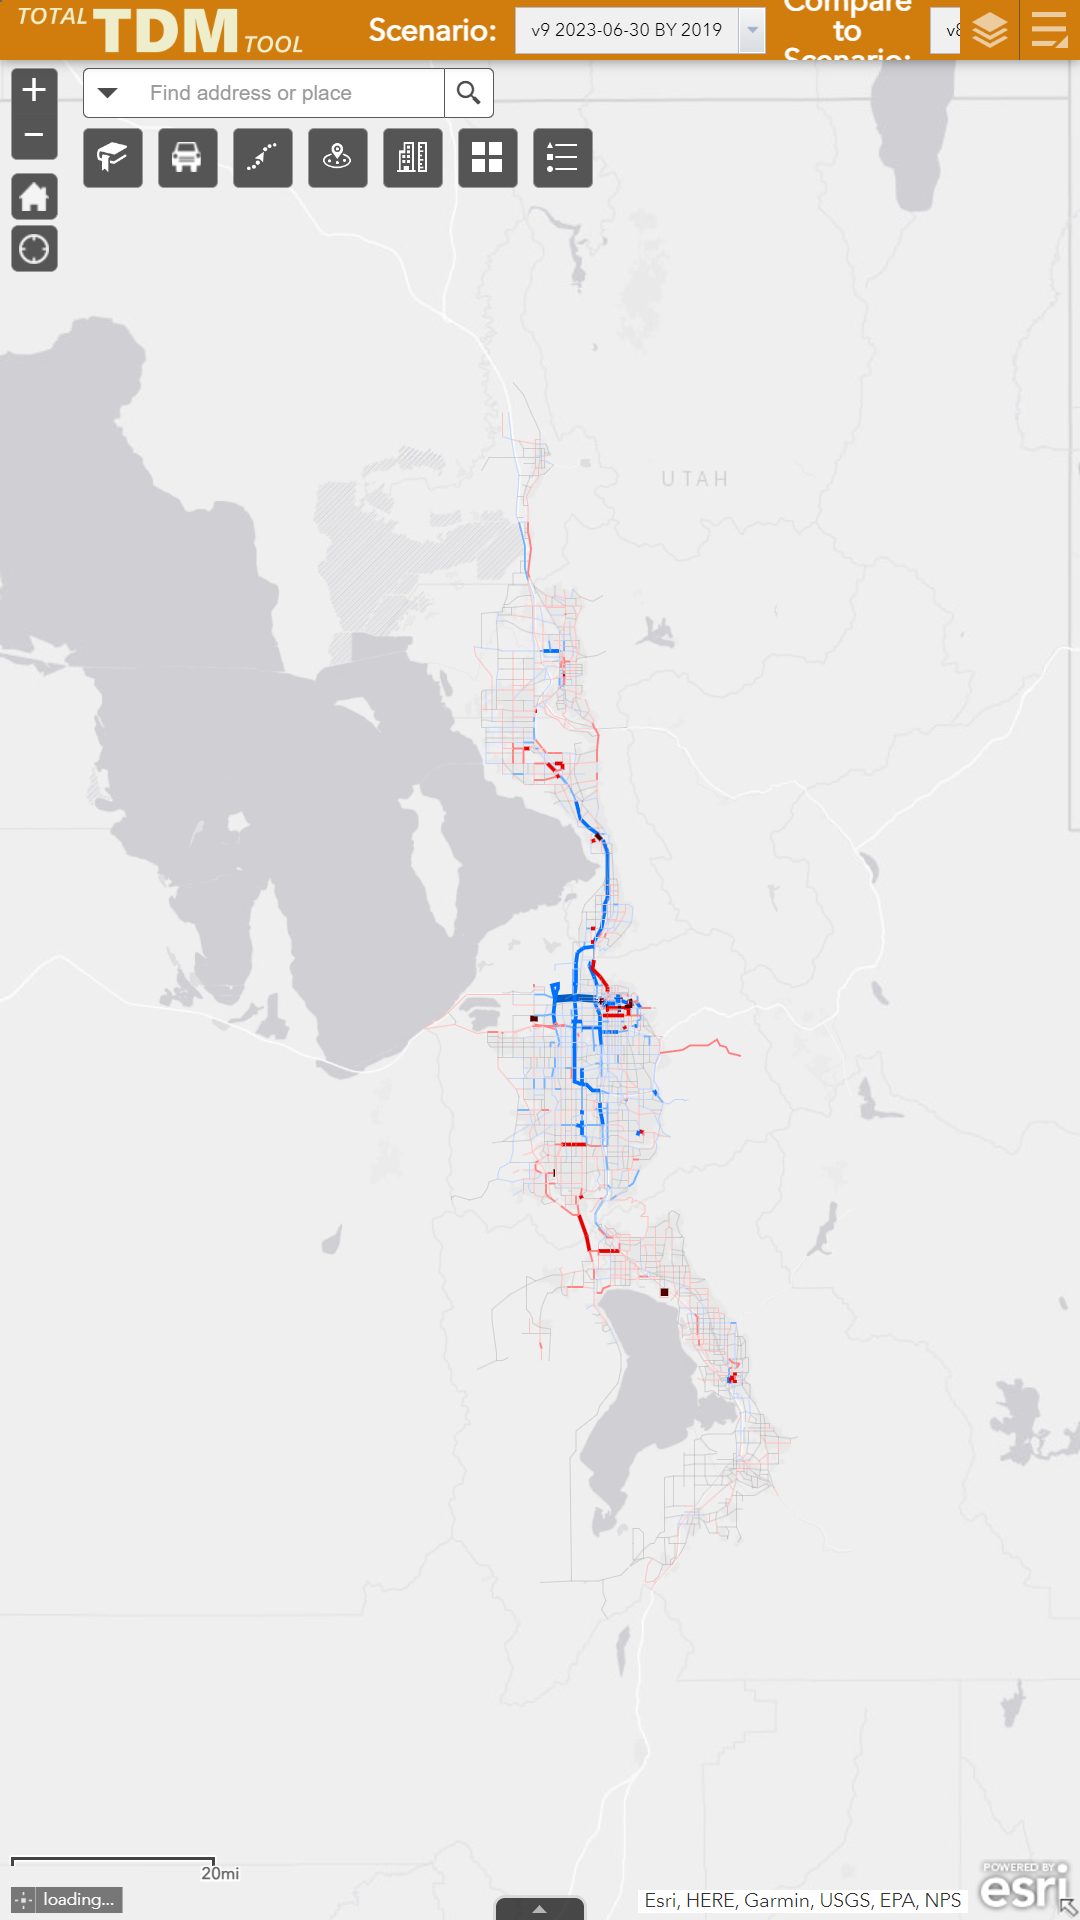 TOTAL TDM TOOL
Scenario:
v9 2023-06-30 BY 2019
Compare
to
Scenario:
v8
Find address or place
UTAH
20mi
loading...
Esri, HERE, Garmin, USGS, EPA, NPS
POWERED BY
esri